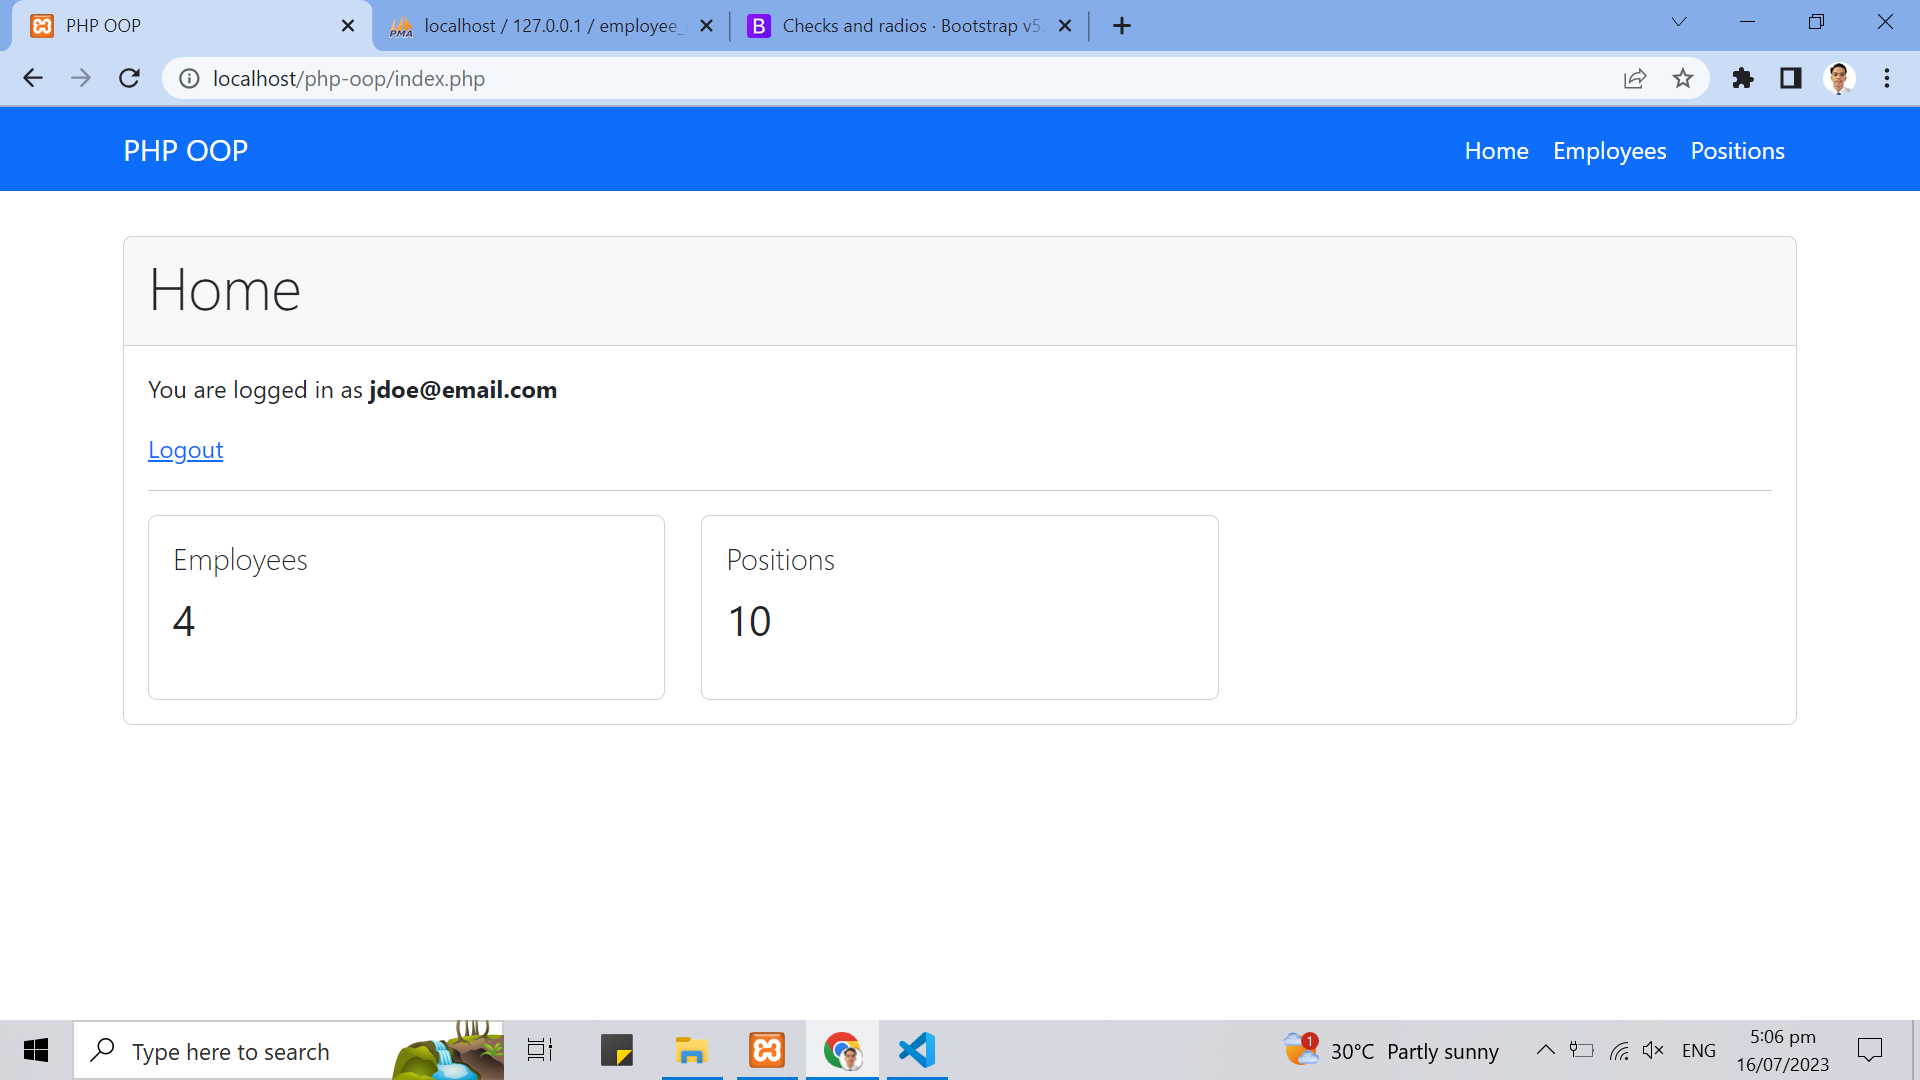 PHP OOP
localhost / 127.0.0.1 / employee_
B Checks and radios · Bootstrap v5.
localhost/php-oop/index.php
PHP OOP
Home Employees Positions
Home
You are logged in as jdoe@email.com
Logout
Employees
4
Positions
10
Type here to search
1
30°C Partly sunny
ENG
5:06 pm
16/07/2023
PMA